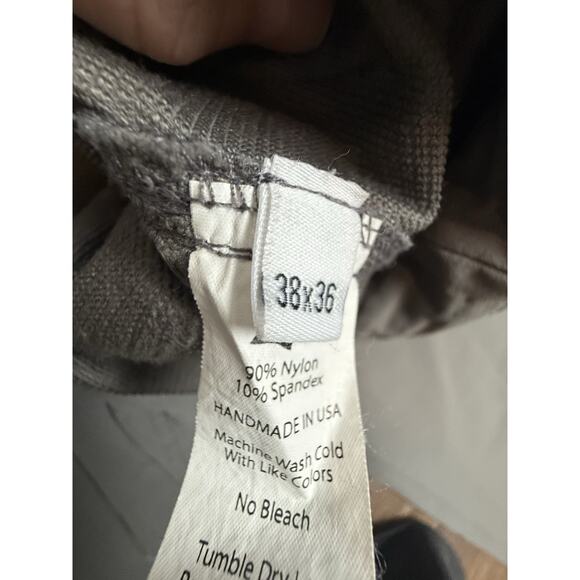 38x36
90% Nylon
10% Spandex
HANDMADE IN USA
Machine Wash Cold
With Like Colors
No Bleach
Tumble Dry